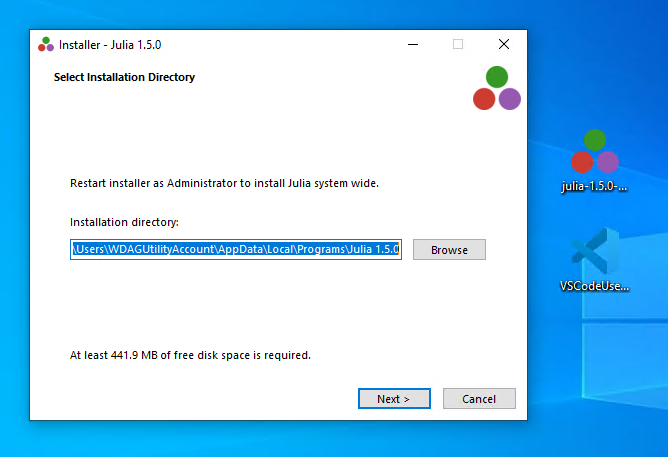 Installer - Julia 1.5.0
Select Installation Directory
Restart installer as Administrator to install Julia system wide.
Installation directory:
\Users\WDAGUtilityAccount\AppData\Local\Programs\Julia 1.5.0
Browse
At least 441.9 MB of free disk space is required.
Next >
Cancel
julia-1.5.0-...
VSCodeUse...